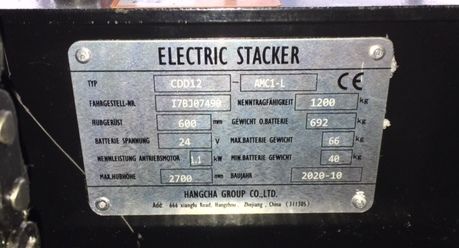 ELECTRIC STACKER
TYP CDD12 - AMC1-L CE
FAHRGESTELL-NR. I7BJ07490 NENNTRAGFÄHIGKEIT 1200 kg
HUBGERÜST 600 mm GEWICHT O.BATTERIE 692 kg
BATTERIE SPANNUNG 24 V MAX.BATTERIE GEWICHT 66 kg
NENNLEISTUNG ANTRIEBSMOTOR 1.1 kW MIN.BATTERIE GEWICHT 40 kg
MAX.HUBHÖHE 2700 mm BAUJAHR 2020-10
HANGCHA GROUP CO.,LTD.
Add: 666 xiangfu Road, Hangzhou, Zhejiang, China (311305)